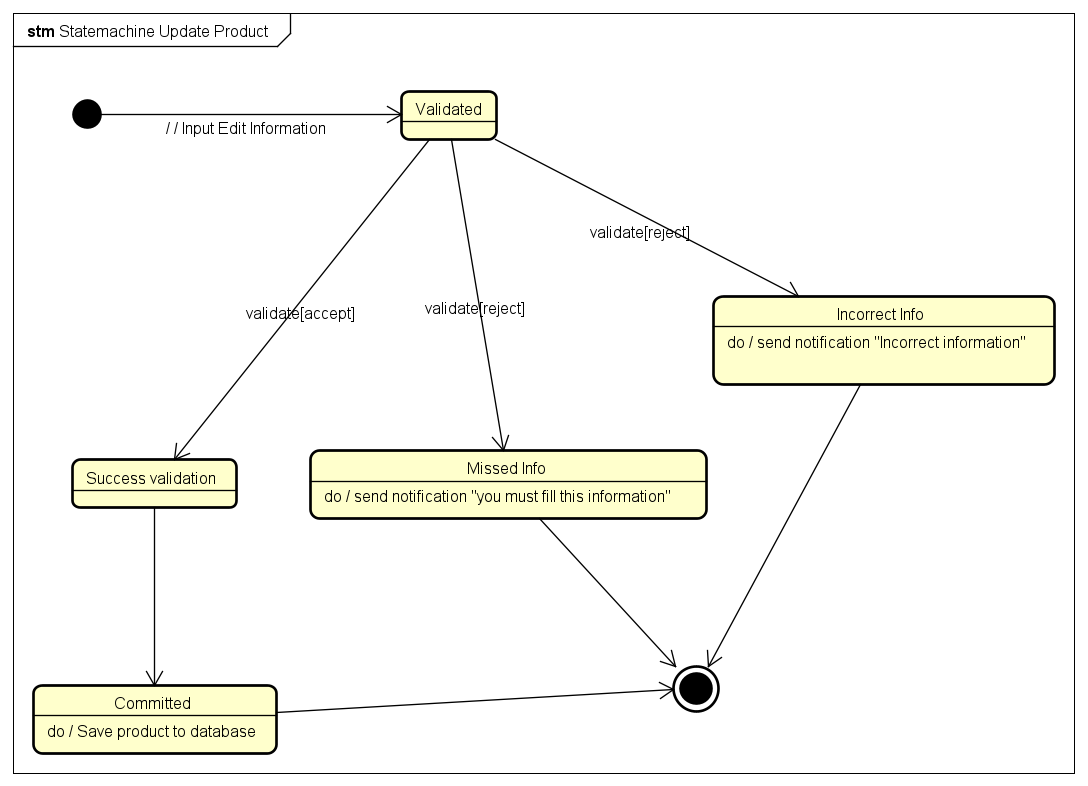 stm Statemachine Update Product
Validated
/ / Input Edit Information
validate[reject]
validate[accept]
validate[reject]
Incorrect Info
do / send notification "Incorrect information"
Success validation
Missed Info
do / send notification "you must fill this information"
Committed
do / Save product to database